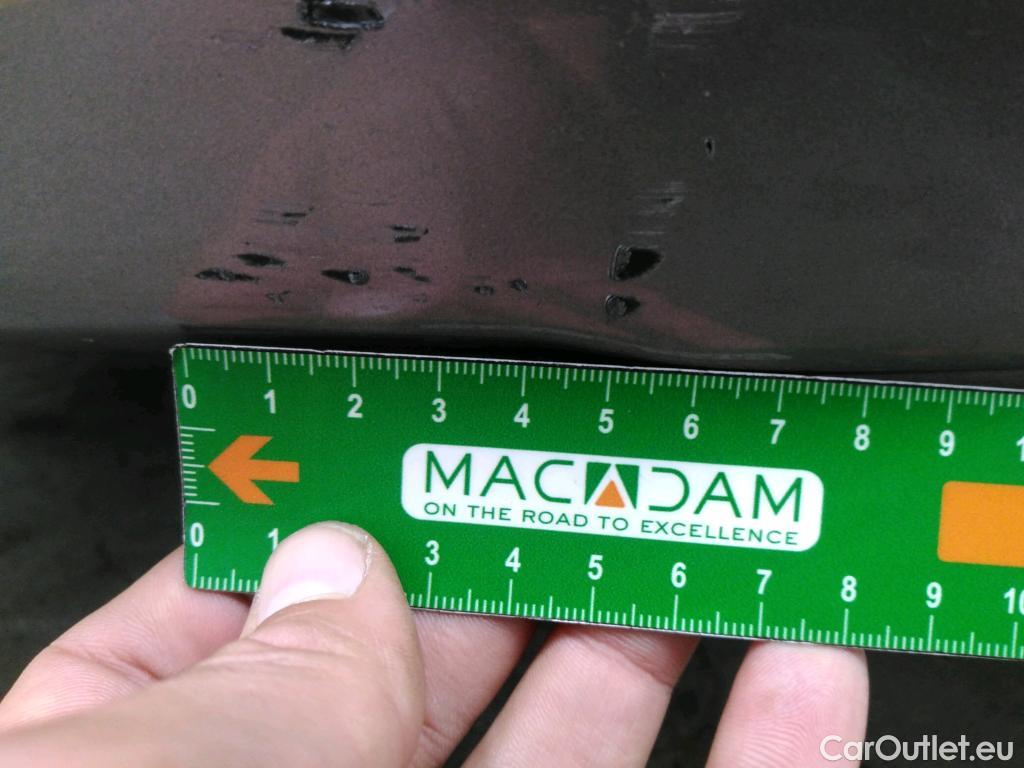 0 1 2 3 4 5 6 7 8 9 1
MACADAM
ON THE ROAD TO EXCELLENCE
0 1 3 4 5 6 7 8 9 10
CarOutlet.eu